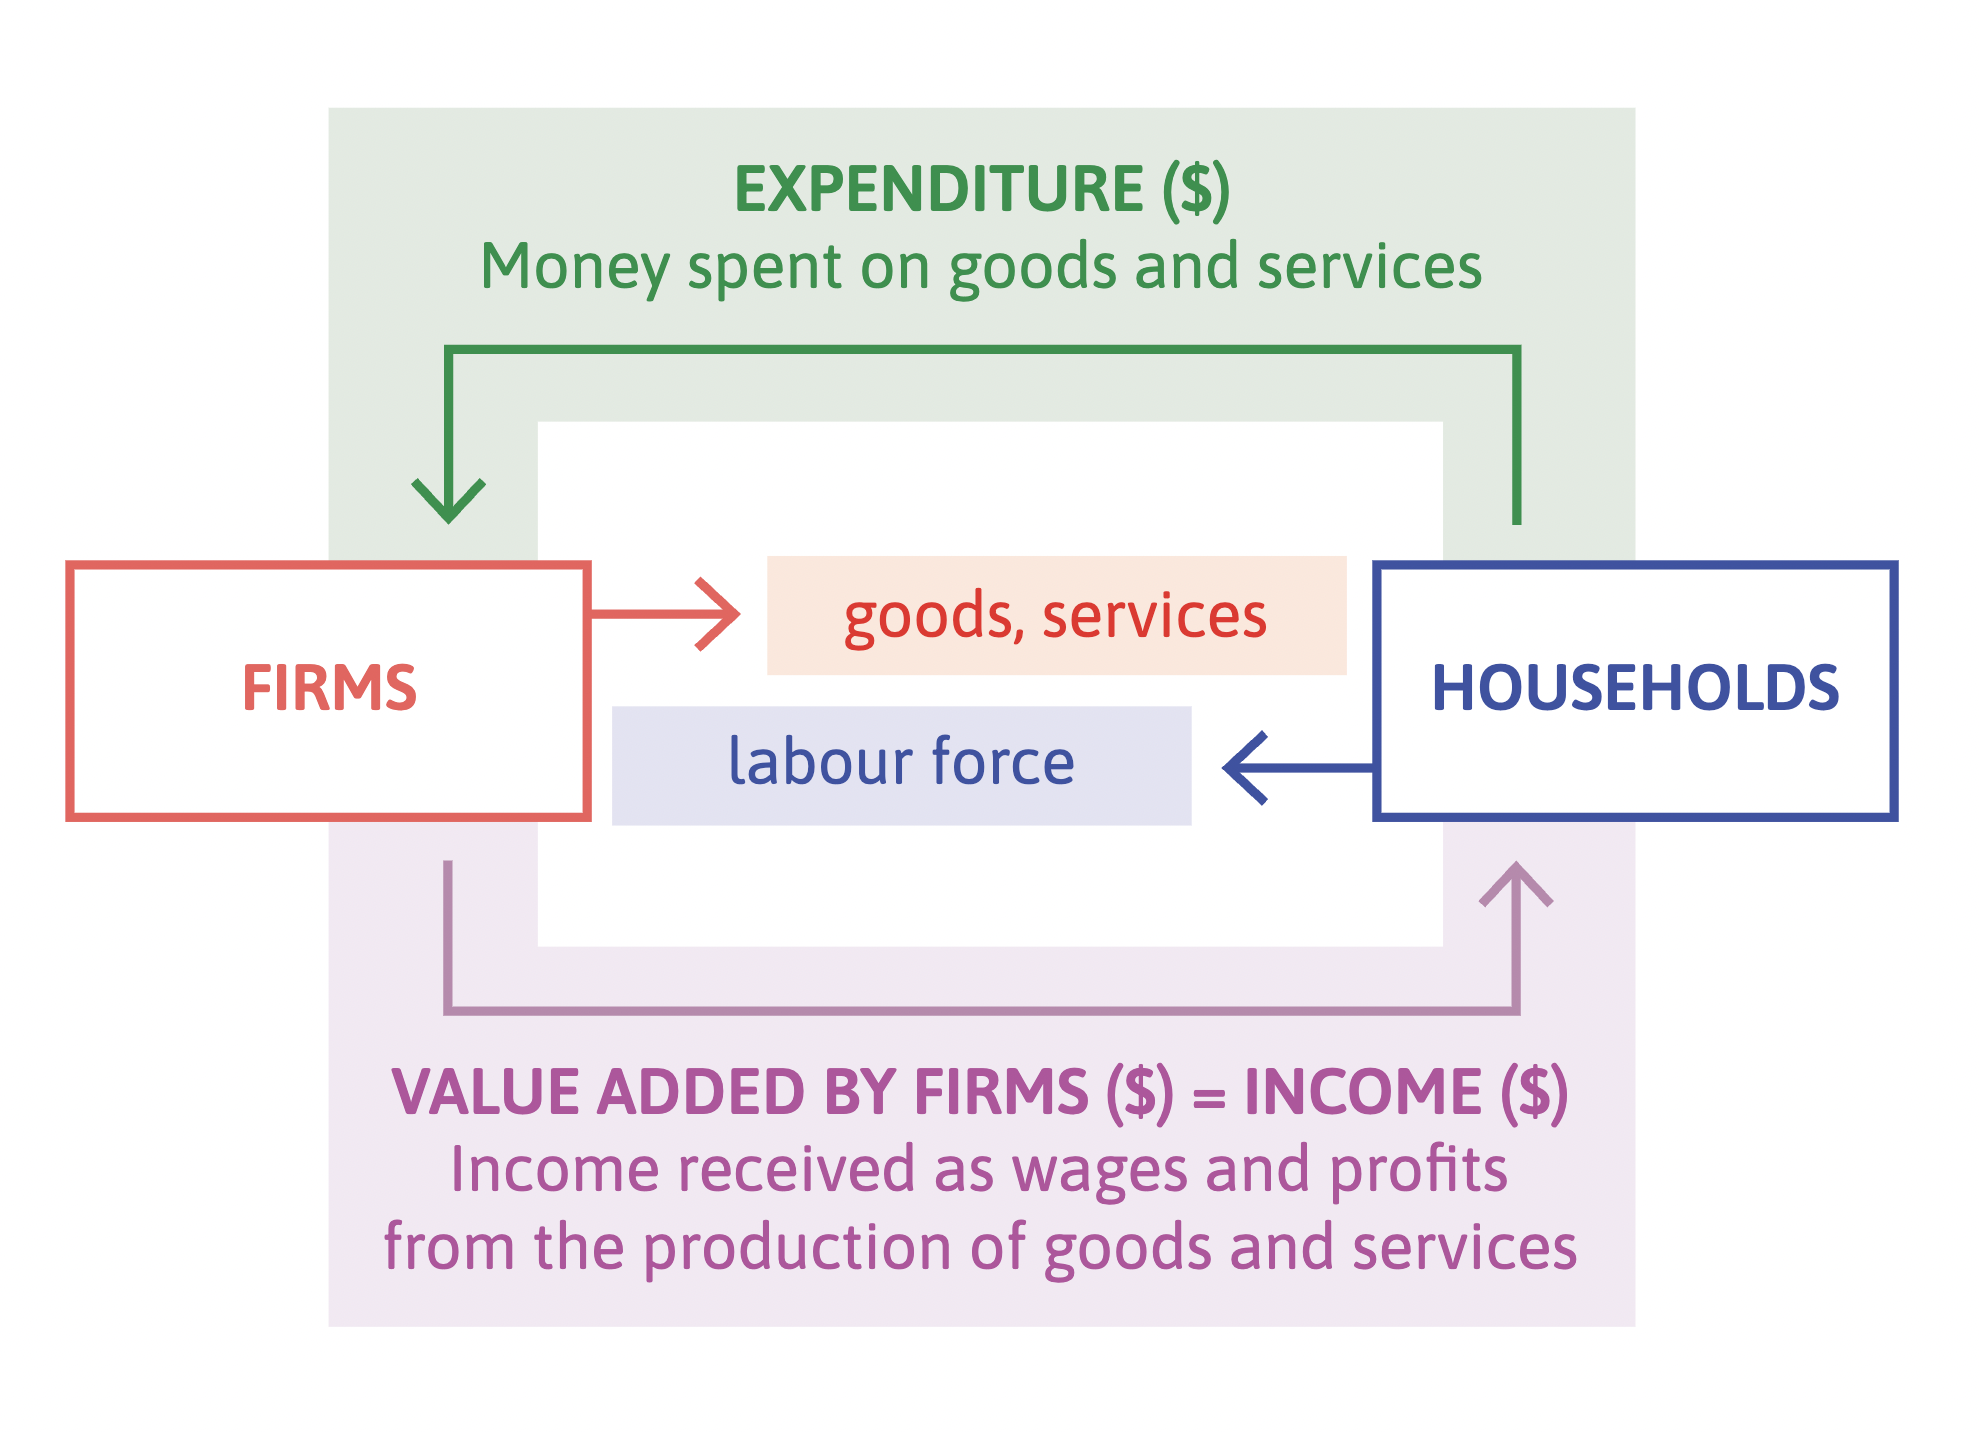 EXPENDITURE ($)
Money spent on goods and services
goods, services
FIRMS
HOUSEHOLDS
labour force
VALUE ADDED BY FIRMS ($) = INCOME ($)
Income received as wages and profits
from the production of goods and services